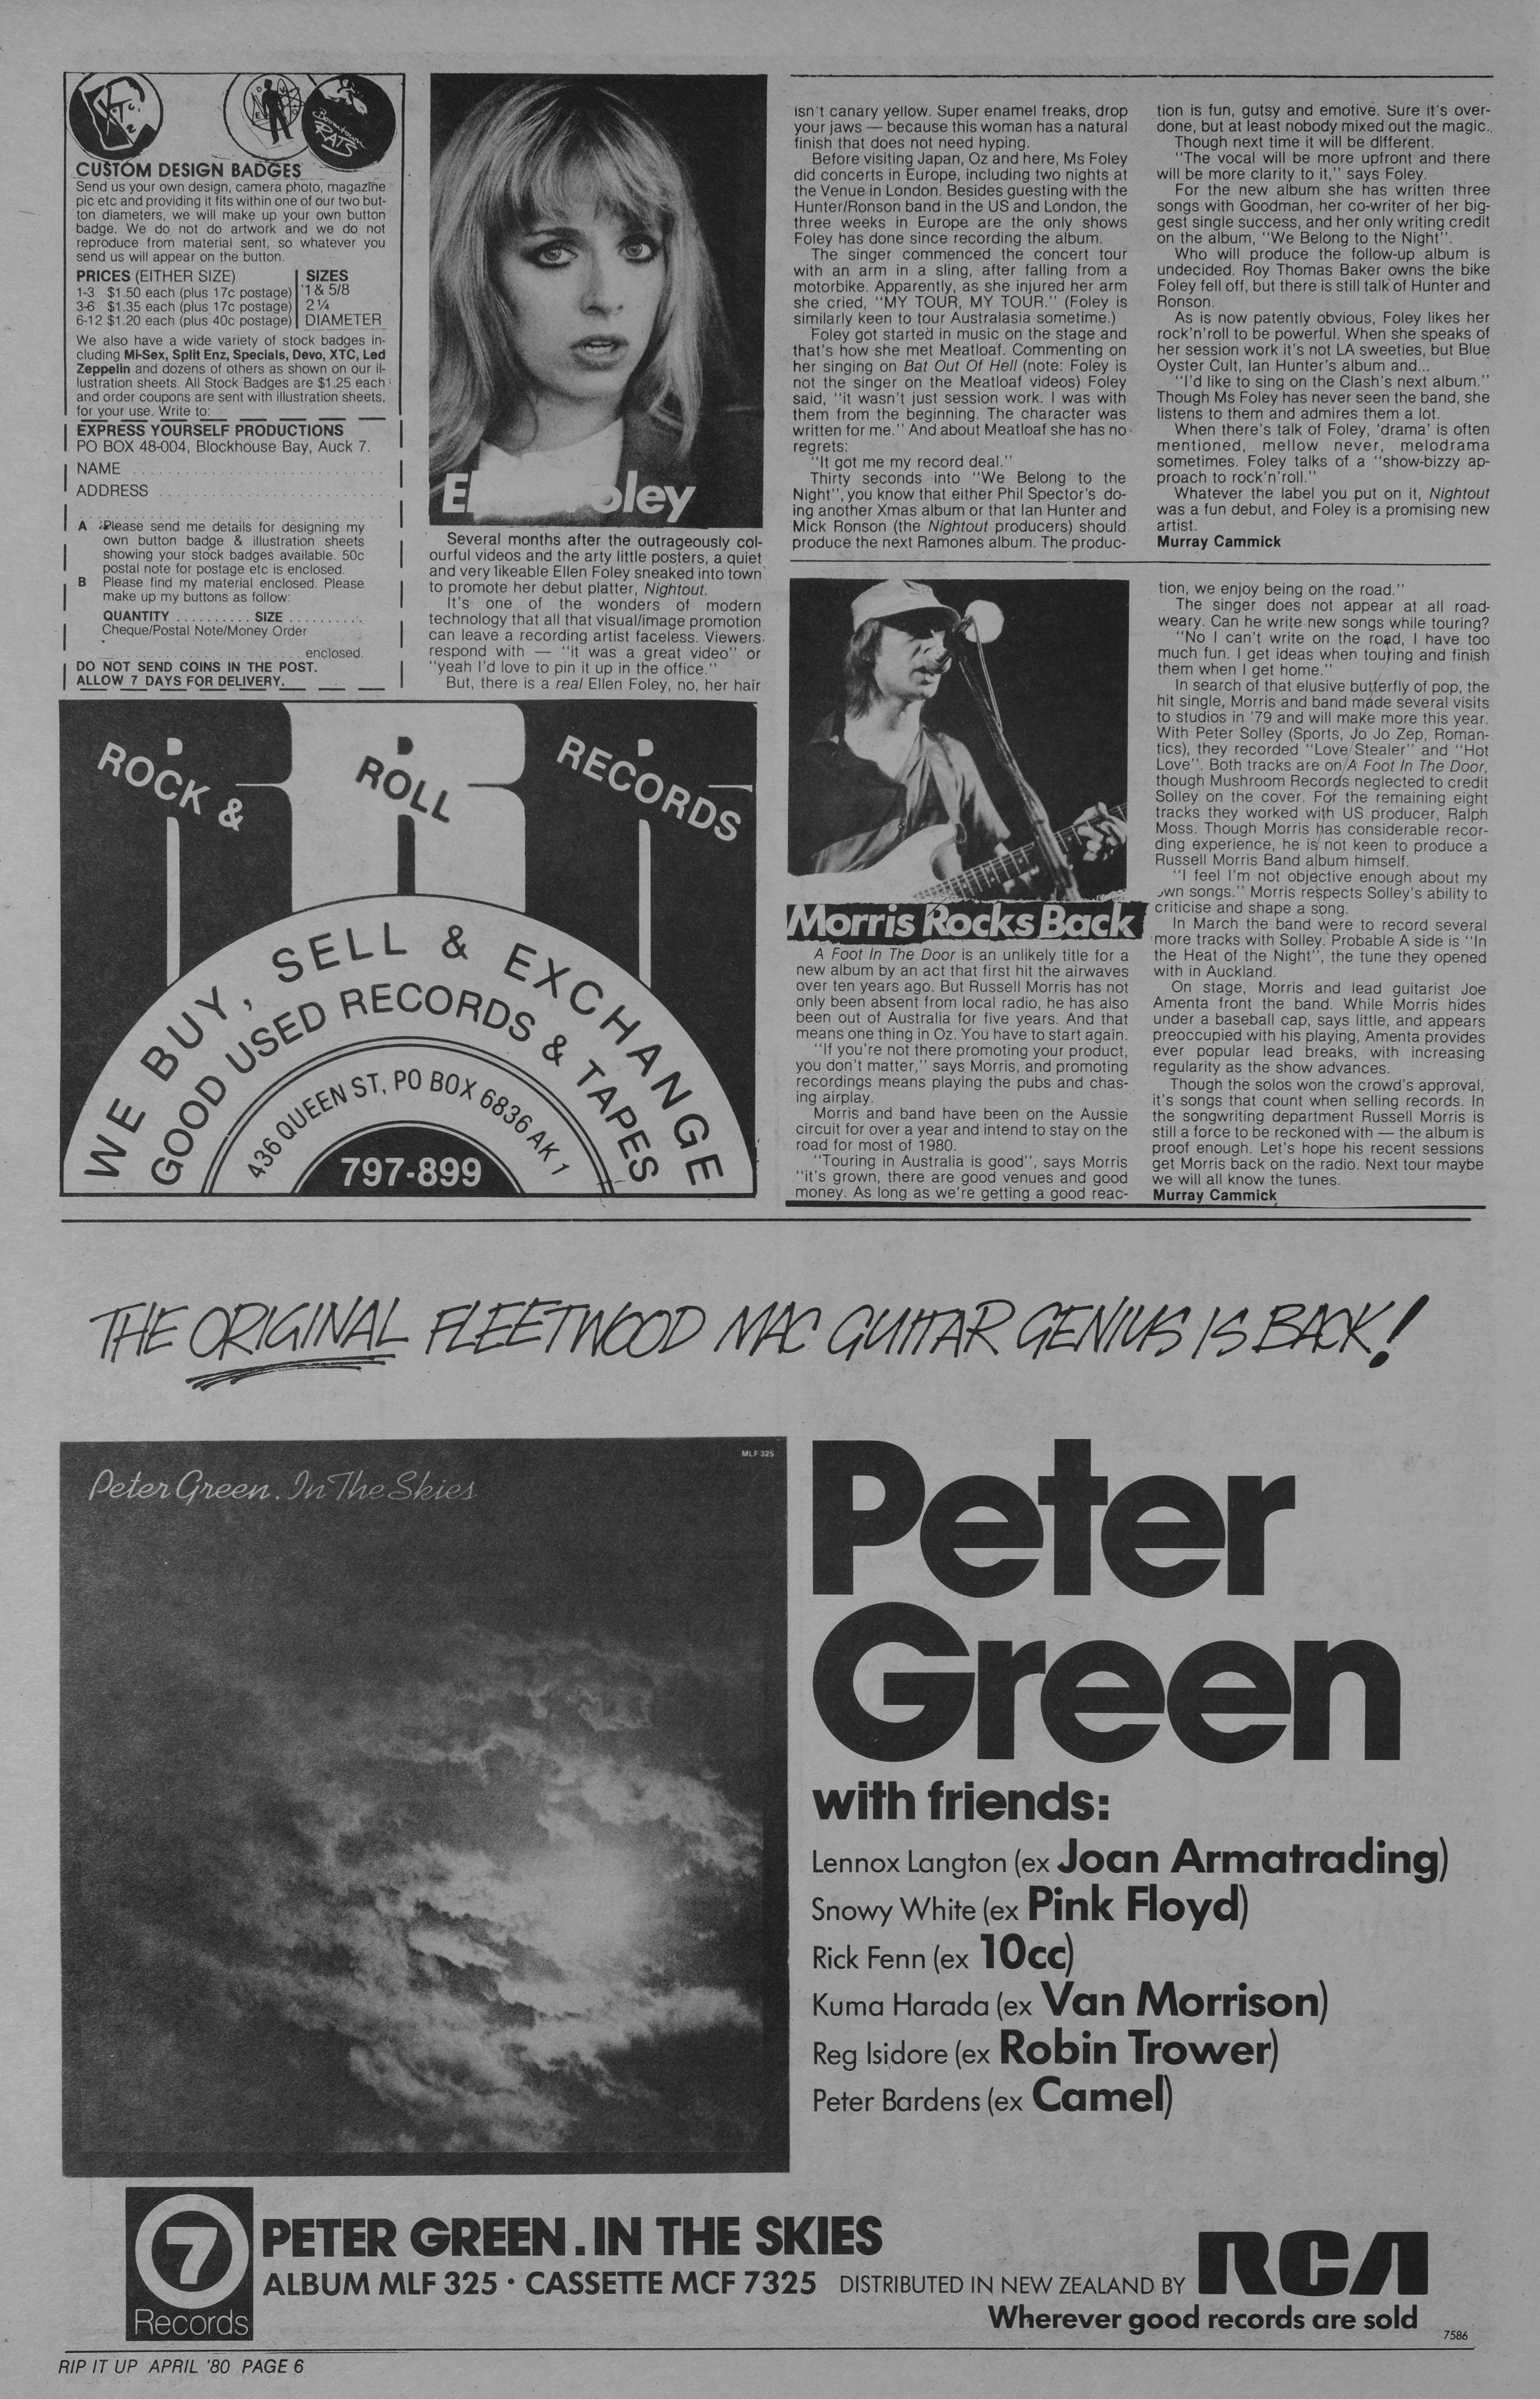 XTC
DEVO
Boomtown
RATS
CUSTOM DESIGN BADGES
Send us your own design, camera photo, magazine
pic etc and providing it fits within one of our two but-
ton diameters, we will make up your own button
badge. We do not do artwork and we do not
reproduce from material sent, so whatever you
send us will appear on the button.
PRICES (EITHER SIZE)
1-3 $1.50 each (plus 17c postage)
3-6 $1.35 each (plus 17c postage)
6-12 $1.20 each (plus 40c postage)
SIZES
1 & 5/8
2 ¼
DIAMETER
We also have a wide variety of stock badges in-
cluding Mi-Sex, Split Enz, Specials, Devo, XTC, Led
Zeppelin and dozens of others as shown on our il-
lustration sheets. All Stock Badges are $1.25 each
and order coupons are sent with illustration sheets,
for your use. Write to:
EXPRESS YOURSELF PRODUCTIONS
PO BOX 48-004, Blockhouse Bay, Auck 7.
NAME
ADDRESS
A Please send me details for designing my
own button badge & illustration sheets
showing your stock badges available. 50c
postal note for postage etc is enclosed.
B Please find my material enclosed. Please
make up my buttons as follow:
QUANTITY .......... SIZE ..........
Cheque/Postal Note/Money Order
enclosed.
DO NOT SEND COINS IN THE POST.
ALLOW 7 DAYS FOR DELIVERY.
ROCK &
ROLL
RECORDS
WE BUY, SELL & EXCHANGE
GOOD USED RECORDS & TAPES
436 QUEEN ST, PO BOX 6836 AK 1
797-899
E oley
Several months after the outrageously col-
ourful videos and the arty little posters, a quiet
and very likeable Ellen Foley sneaked into town
to promote her debut platter, Nightout.
It's one of the wonders of modern
technology that all that visual/image promotion
can leave a recording artist faceless. Viewers
respond with — "it was a great video" or
"yeah I'd love to pin it up in the office."
But, there is a real Ellen Foley, no, her hair
isn't canary yellow. Super enamel freaks, drop
your jaws — because this woman has a natural
finish that does not need hyping.
Before visiting Japan, Oz and here, Ms Foley
did concerts in Europe, including two nights at
the Venue in London. Besides guesting with the
Hunter/Ronson band in the US and London, the
three weeks in Europe are the only shows
Foley has done since recording the album.
The singer commenced the concert tour
with an arm in a sling, after falling from a
motorbike. Apparently, as she injured her arm
she cried, "MY TOUR, MY TOUR." (Foley is
similarly keen to tour Australasia sometime.)
Foley got started in music on the stage and
that's how she met Meatloaf. Commenting on
her singing on Bat Out Of Hell (note: Foley is
not the singer on the Meatloaf videos) Foley
said, "it wasn't just session work. I was with
them from the beginning. The character was
written for me." And about Meatloaf she has no
regrets:
"It got me my record deal."
Thirty seconds into "We Belong to the
Night", you know that either Phil Spector's do-
ing another Xmas album or that Ian Hunter and
Mick Ronson (the Nightout producers) should
produce the next Ramones album. The produc-
tion is fun, gutsy and emotive. Sure it's over-
done, but at least nobody mixed out the magic.
Though next time it will be different.
"The vocal will be more upfront and there
will be more clarity to it," says Foley.
For the new album she has written three
songs with Goodman, her co-writer of her big-
gest single success, and her only writing credit
on the album, "We Belong to the Night".
Who will produce the follow-up album is
undecided. Roy Thomas Baker owns the bike
Foley fell off, but there is still talk of Hunter and
Ronson.
As is now patently obvious, Foley likes her
rock'n'roll to be powerful. When she speaks of
her session work it's not LA sweeties, but Blue
Oyster Cult, Ian Hunter's album and...
"I'd like to sing on the Clash's next album."
Though Ms Foley has never seen the band, she
listens to them and admires them a lot.
When there's talk of Foley, 'drama' is often
mentioned, mellow never, melodrama
sometimes. Foley talks of a "show-bizzy ap-
proach to rock'n'roll."
Whatever the label you put on it, Nightout
was a fun debut, and Foley is a promising new
artist.
Murray Cammick
Morris Rocks Back
A Foot In The Door is an unlikely title for a
new album by an act that first hit the airwaves
over ten years ago. But Russell Morris has not
only been absent from local radio, he has also
been out of Australia for five years. And that
means one thing in Oz. You have to start again.
"If you're not there promoting your product,
you don't matter," says Morris, and promoting
recordings means playing the pubs and chas-
ing airplay.
Morris and band have been on the Aussie
circuit for over a year and intend to stay on the
road for most of 1980.
"Touring in Australia is good", says Morris
"it's grown, there are good venues and good
money. As long as we're getting a good reac-
tion, we enjoy being on the road."
The singer does not appear at all road-
weary. Can he write new songs while touring?
"No I can't write on the road, I have too
much fun. I get ideas when touring and finish
them when I get home."
In search of that elusive butterfly of pop, the
hit single, Morris and band made several visits
to studios in '79 and will make more this year.
With Peter Solley (Sports, Jo Jo Zep, Roman-
tics), they recorded "Love Stealer" and "Hot
Love". Both tracks are on A Foot In The Door,
though Mushroom Records neglected to credit
Solley on the cover. For the remaining eight
tracks they worked with US producer, Ralph
Moss. Though Morris has considerable recor-
ding experience, he is not keen to produce a
Russell Morris Band album himself.
"I feel I'm not objective enough about my
own songs." Morris respects Solley's ability to
criticise and shape a song.
In March the band were to record several
more tracks with Solley. Probable A side is "In
the Heat of the Night", the tune they opened
with in Auckland.
On stage, Morris and lead guitarist Joe
Amenta front the band. While Morris hides
under a baseball cap, says little, and appears
preoccupied with his playing, Amenta provides
ever popular lead breaks, with increasing
regularity as the show advances.
Though the solos won the crowd's approval,
it's songs that count when selling records. In
the songwriting department Russell Morris is
still a force to be reckoned with — the album is
proof enough. Let's hope his recent sessions
get Morris back on the radio. Next tour maybe
we will all know the tunes.
Murray Cammick
THE ORIGINAL FLEETWOOD MAC GUITAR GENIUS IS BACK!
MLF 325
Peter Green. In The Skies
Peter
Green
with friends:
Lennox Langton (ex Joan Armatrading)
Snowy White (ex Pink Floyd)
Rick Fenn (ex 10cc)
Kuma Harada (ex Van Morrison)
Reg Isidore (ex Robin Trower)
Peter Bardens (ex Camel)
7
Records
PETER GREEN. IN THE SKIES
ALBUM MLF 325 · CASSETTE MCF 7325 DISTRIBUTED IN NEW ZEALAND BY RCA
Wherever good records are sold
7586
RIP IT UP APRIL '80 PAGE 6